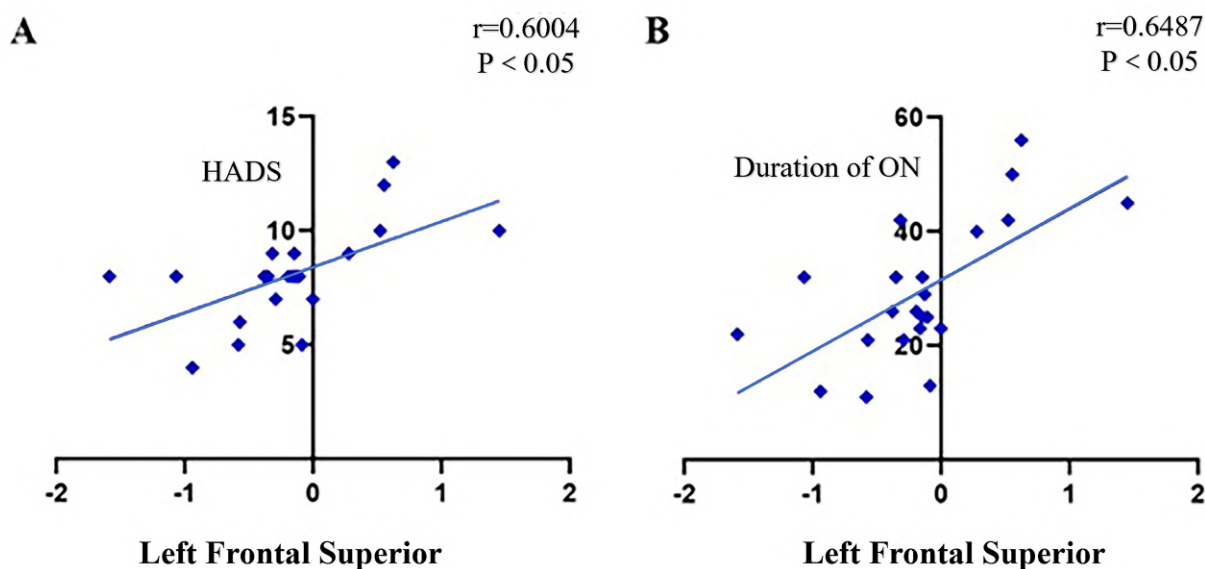 A
r=0.6004
P < 0.05
15
HADS
10
5
-2 -1 0 1 2
Left Frontal Superior
B
r=0.6487
P < 0.05
60
Duration of ON
40
20
-2 -1 0 1 2
Left Frontal Superior